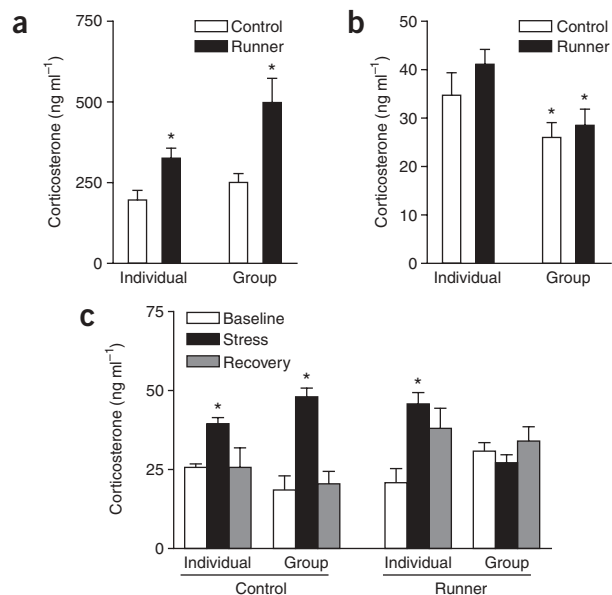 a
Control
Runner
Corticosterone (ng ml⁻¹)
750
500
250
0
*
*
Individual
Group
b
Control
Runner
Corticosterone (ng ml⁻¹)
50
40
30
20
10
0
*
*
Individual
Group
c
Baseline
Stress
Recovery
Corticosterone (ng ml⁻¹)
75
50
25
0
*
*
*
Individual
Group
Individual
Group
Control
Runner